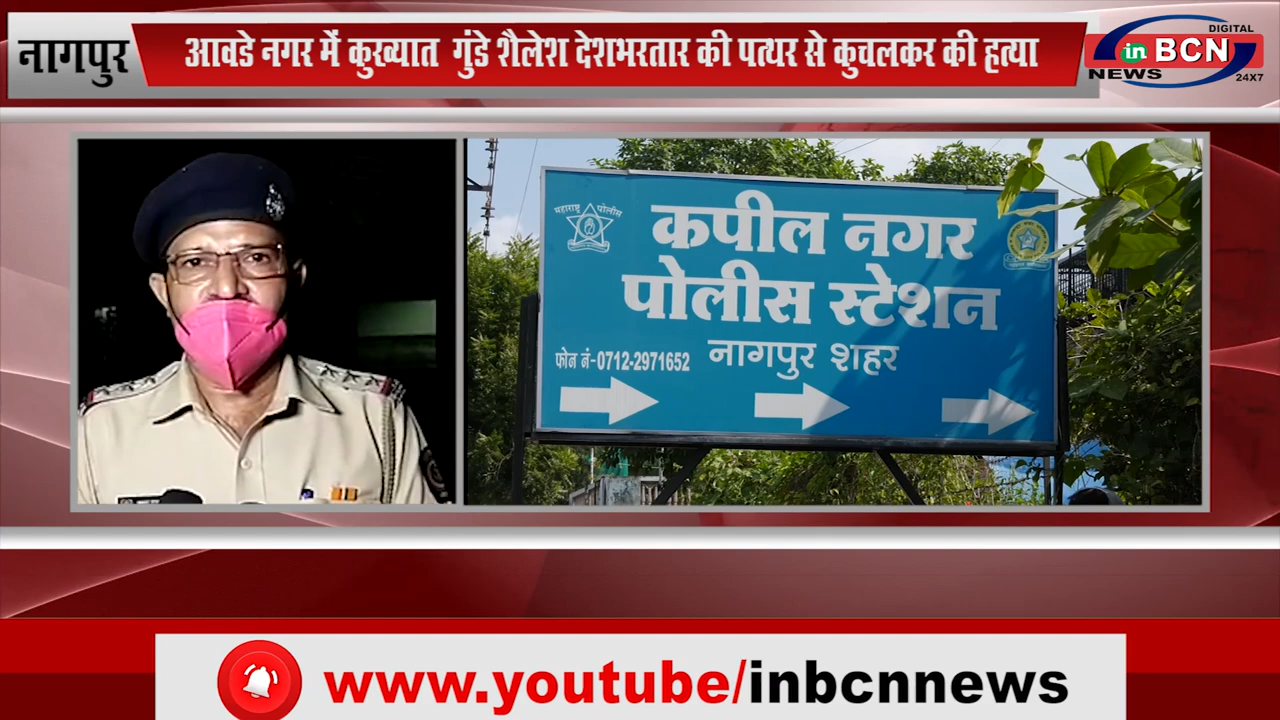 नागपुर
आवडे नगर में कुख्यात गुंडे शैलेश देशभरतार की पत्थर से कुचलकर की हत्या
DIGITAL
in BCN
NEWS
24X7
महाराष्ट्र पोलीस
कपील नगर
पोलीस स्टेशन
फोन नं-0712-2971652
नागपुर शहर
www.youtube/inbcnnews